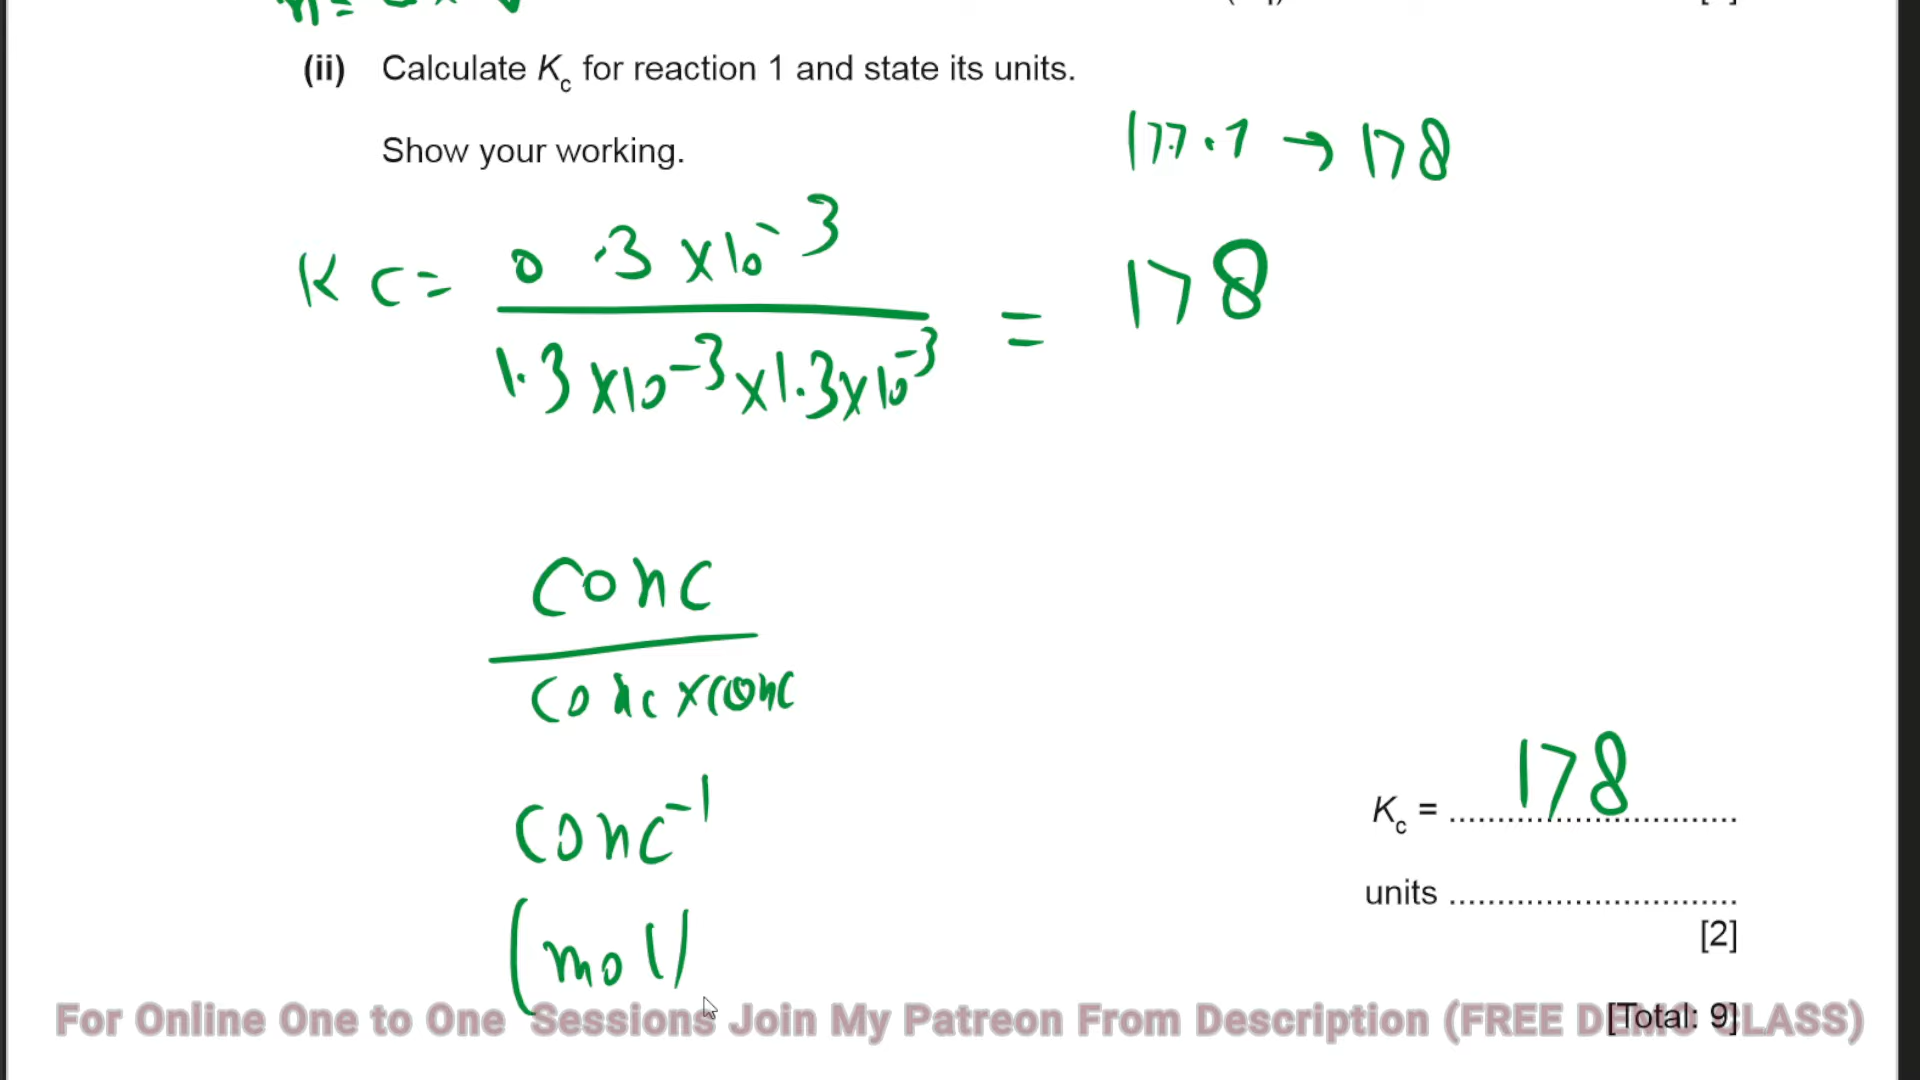 (ii) Calculate Kc for reaction 1 and state its units.
177.7 → 178
Show your working.
Kc = 0.3 x10⁻³ / 1.3 x10⁻³ x 1.3 x 10⁻³ = 178
conc
conc x conc
conc⁻¹
Kc = 178
units
(mol/
[2]
[Total: 9]
For Online One to One Sessions Join My Patreon From Description (FREE DEMO CLASS)